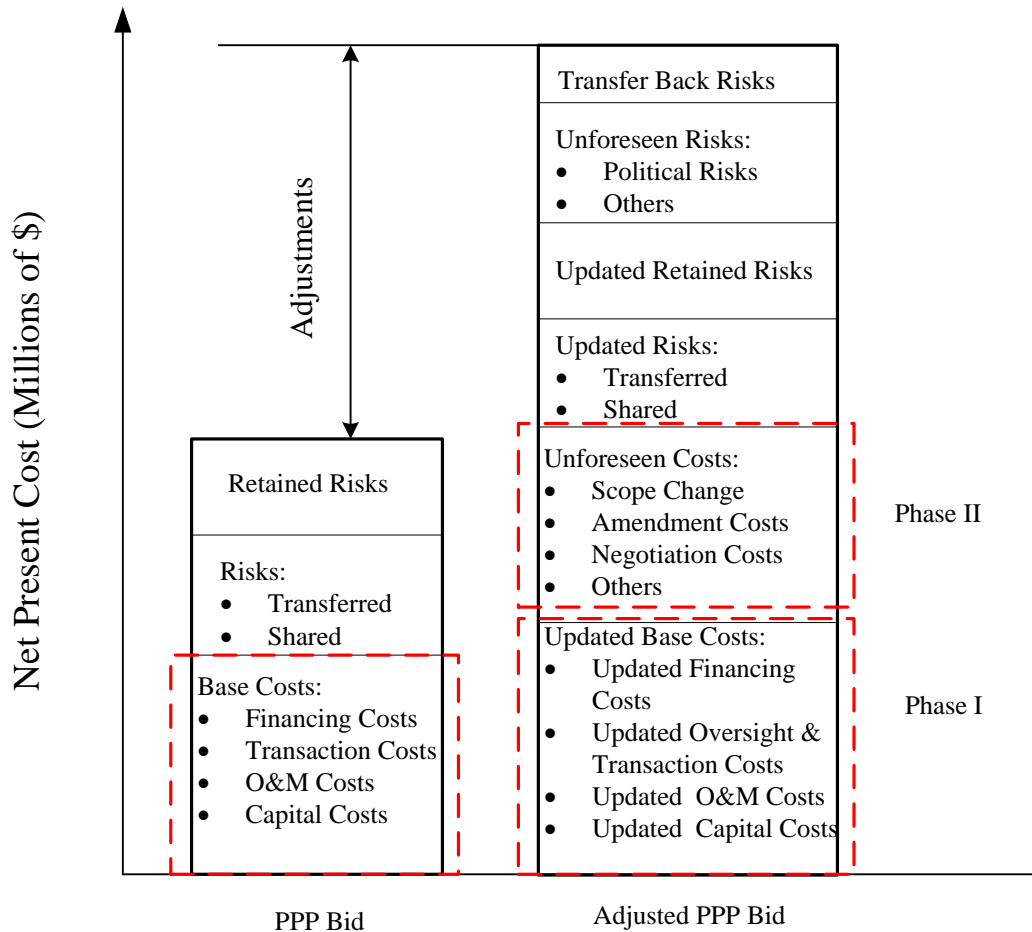 Net Present Cost (Millions of $)
Adjustments
Retained Risks
Risks:
• Transferred
• Shared
Base Costs:
• Financing Costs
• Transaction Costs
• O&M Costs
• Capital Costs
PPP Bid
Transfer Back Risks
Unforeseen Risks:
• Political Risks
• Others
Updated Retained Risks
Updated Risks:
• Transferred
• Shared
Unforeseen Costs:
• Scope Change
• Amendment Costs
• Negotiation Costs
• Others
Updated Base Costs:
• Updated Financing
Costs
• Updated Oversight &
Transaction Costs
• Updated O&M Costs
• Updated Capital Costs
Adjusted PPP Bid
Phase II
Phase I